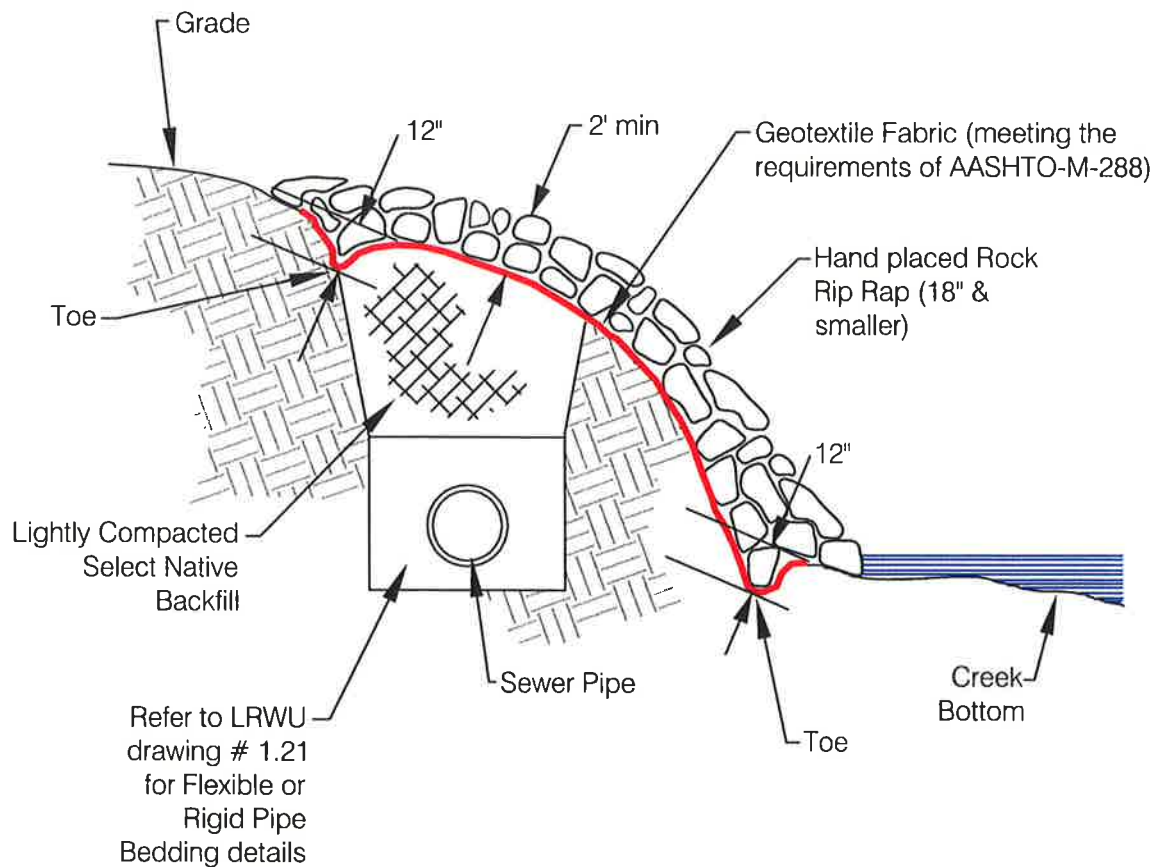 Grade
12"
2' min
Geotextile Fabric (meeting the
requirements of AASHTO-M-288)
Hand placed Rock
Rip Rap (18" &
smaller)
Toe
12"
Lightly Compacted
Select Native
Backfill
Sewer Pipe
Creek
Bottom
Toe
Refer to LRWU
drawing # 1.21
for Flexible or
Rigid Pipe
Bedding details